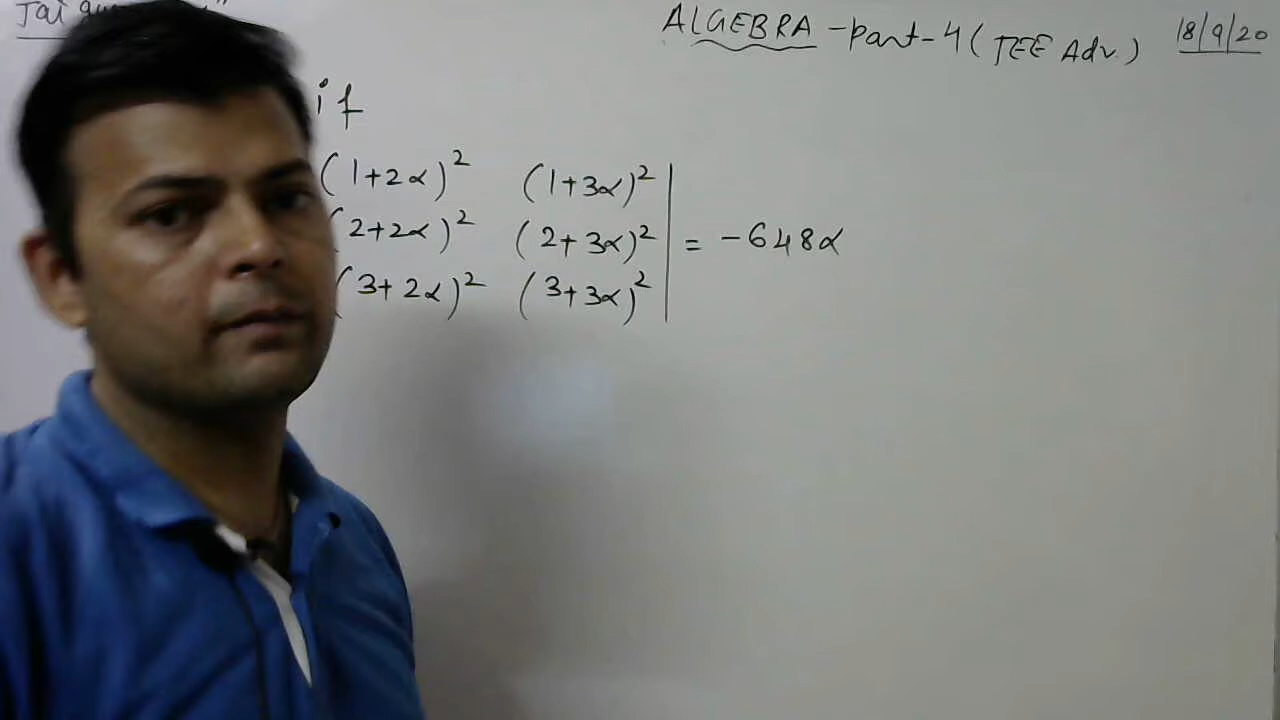 Jai
ALGEBRA - part - 4 ( JEE Adv. ) 18/9/20
if
(1+2α)² (1+3α)² |
(2+2α)² (2+3α)² | = -648α
(3+2α)² (3+3α)² |